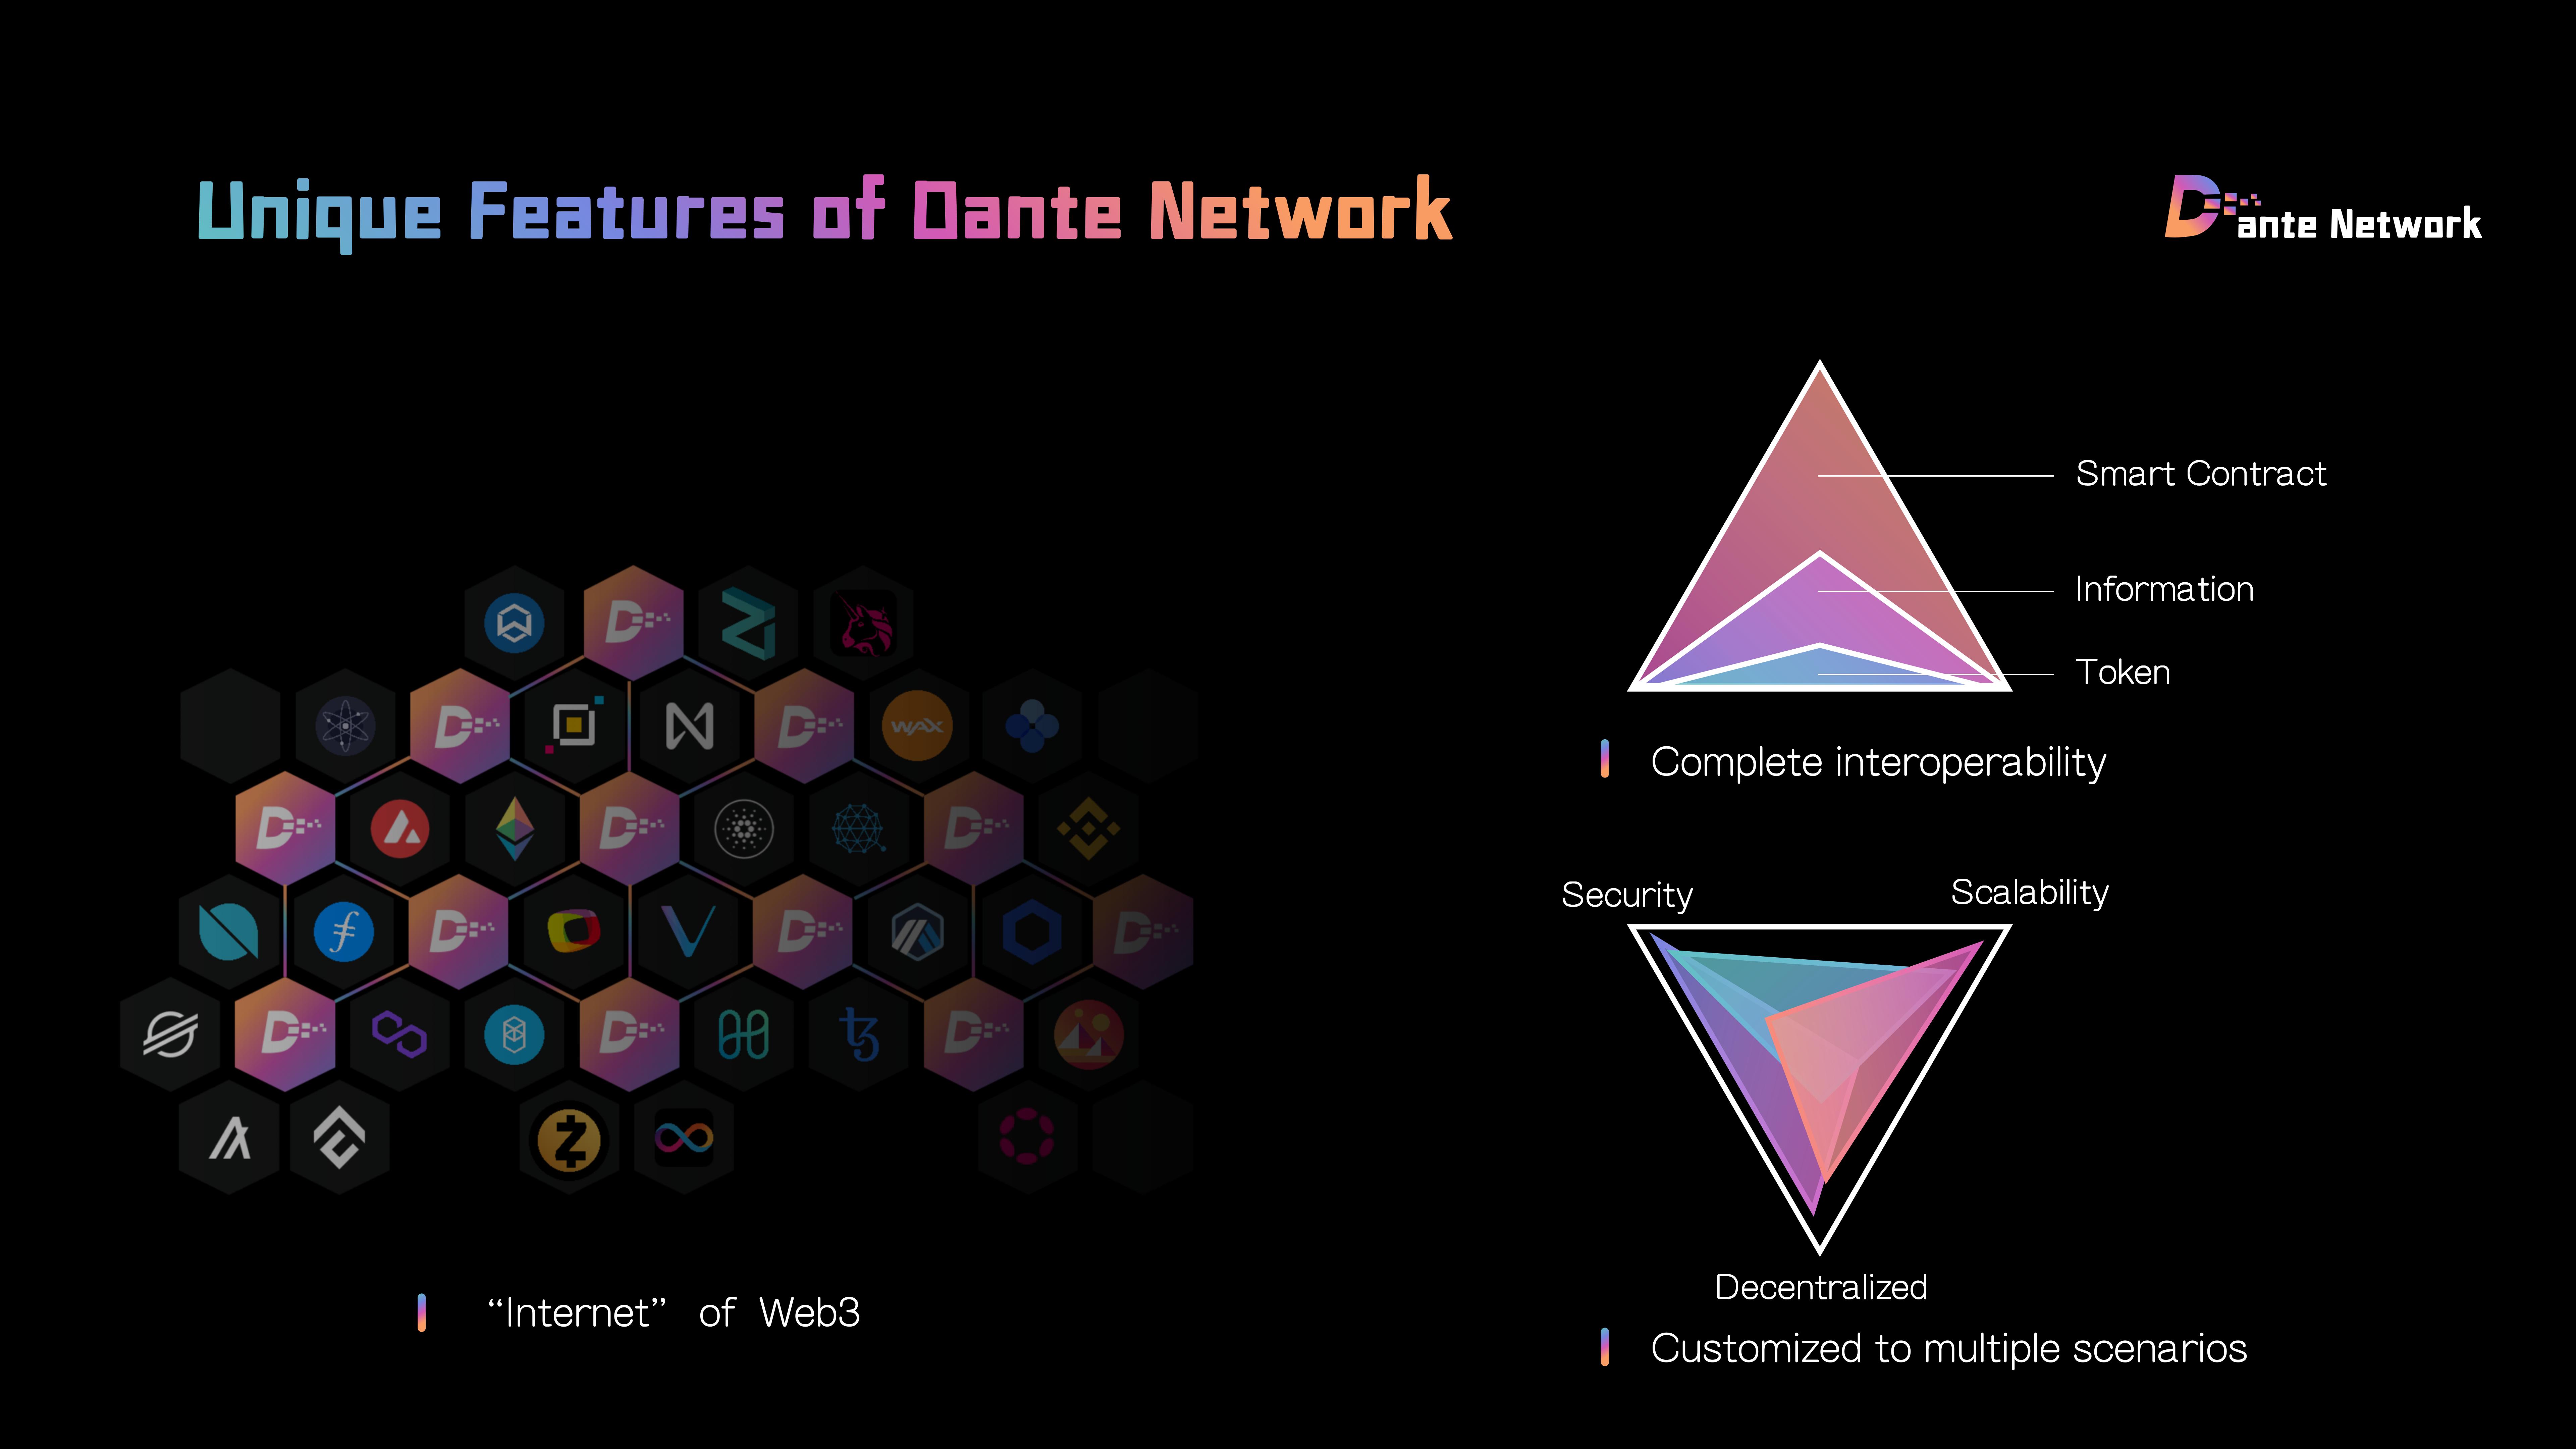 Unique Features of Dante Network
Dante Network
Smart Contract
Information
Token
WAX
Complete interoperability
Security
Scalability
Decentralized
“Internet” of Web3
Customized to multiple scenarios